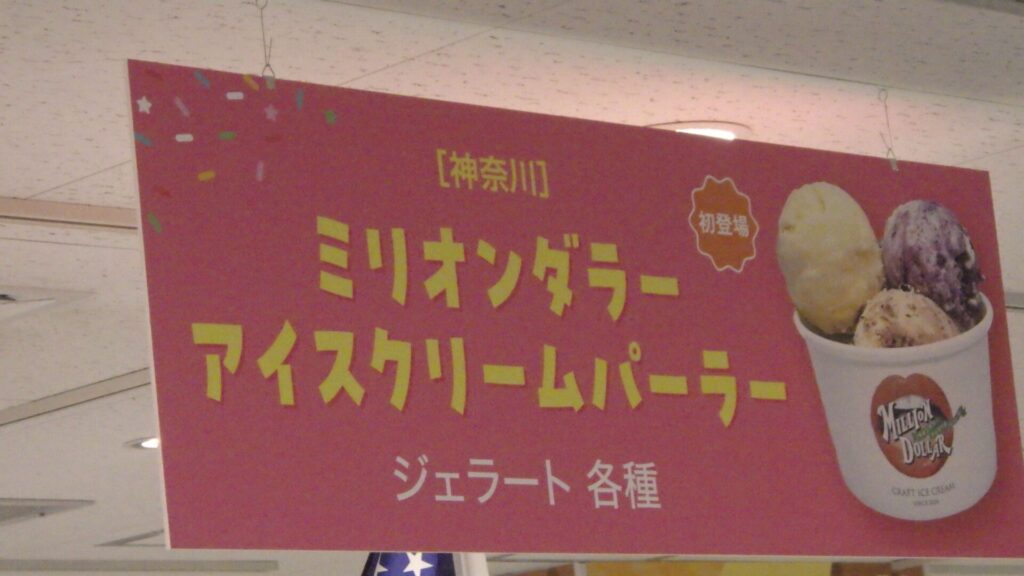 [神奈川]
初登場
ミリオンダラー
アイスクリームパーラー
ジェラート 各種
MILLION
DOLLAR
CRAFT ICE CREAM